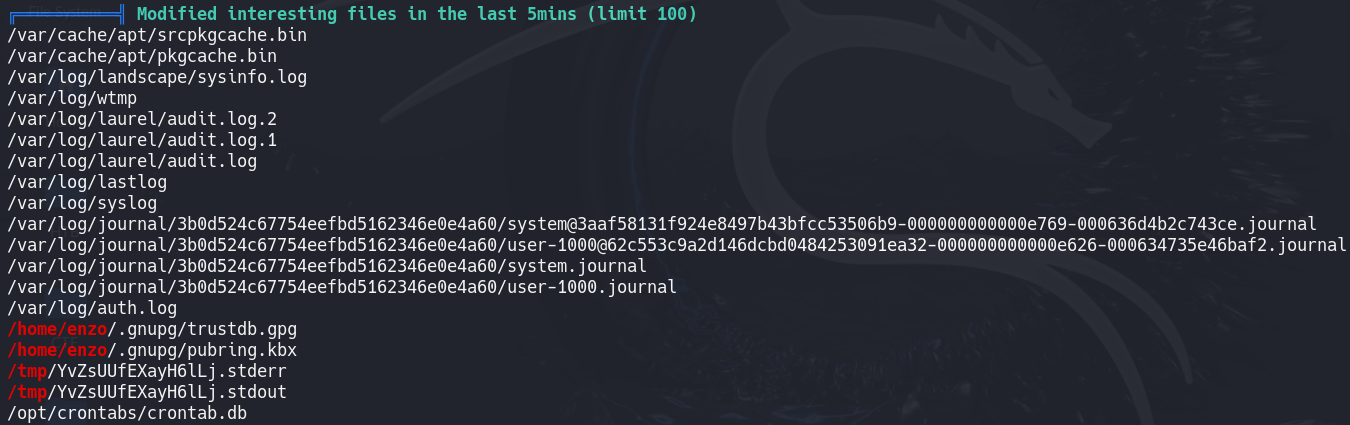 ╔══════════╣ Modified interesting files in the last 5mins (limit 100)
/var/cache/apt/srcpkgcache.bin
/var/cache/apt/pkgcache.bin
/var/log/landscape/sysinfo.log
/var/log/wtmp
/var/log/laurel/audit.log.2
/var/log/laurel/audit.log.1
/var/log/laurel/audit.log
/var/log/lastlog
/var/log/syslog
/var/log/journal/3b0d524c67754eefbd5162346e0e4a60/system@3aaf58131f924e8497b43bfcc53506b9-000000000000e769-000636d4b2c743ce.journal
/var/log/journal/3b0d524c67754eefbd5162346e0e4a60/user-1000@62c553c9a2d146dcbd0484253091ea32-000000000000e626-000634735e46baf2.journal
/var/log/journal/3b0d524c67754eefbd5162346e0e4a60/system.journal
/var/log/journal/3b0d524c67754eefbd5162346e0e4a60/user-1000.journal
/var/log/auth.log
/home/enzo/.gnupg/trustdb.gpg
/home/enzo/.gnupg/pubring.kbx
/tmp/YvZsUUfEXayH6lLj.stderr
/tmp/YvZsUUfEXayH6lLj.stdout
/opt/crontabs/crontab.db